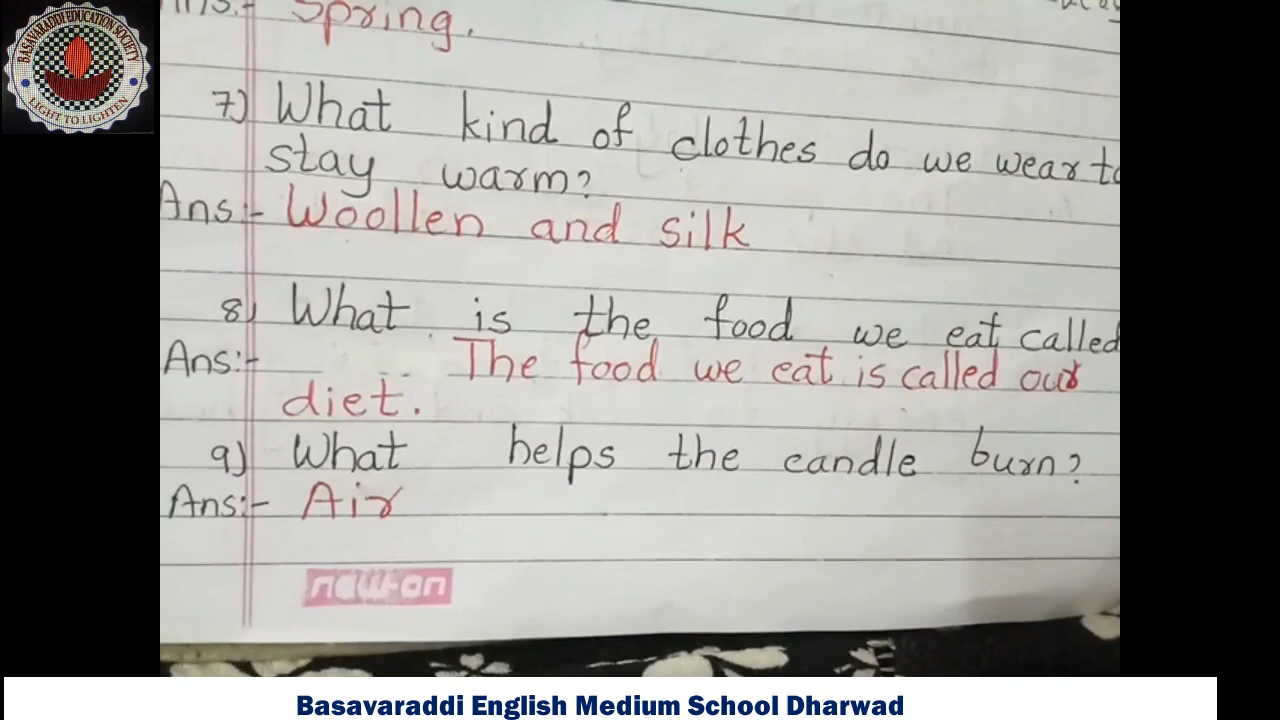 BASAVARADDI EDUCATION SOCIETY
LIGHT TO LIGHTEN
Ans:- Spring.
7) What kind of clothes do we wear to
stay warm?
Ans:- Woollen and silk
8) What is the food we eat called
Ans:- The food we eat is called our
diet.
9) What helps the candle burn?
Ans:- Air
Basavaraddi English Medium School Dharwad